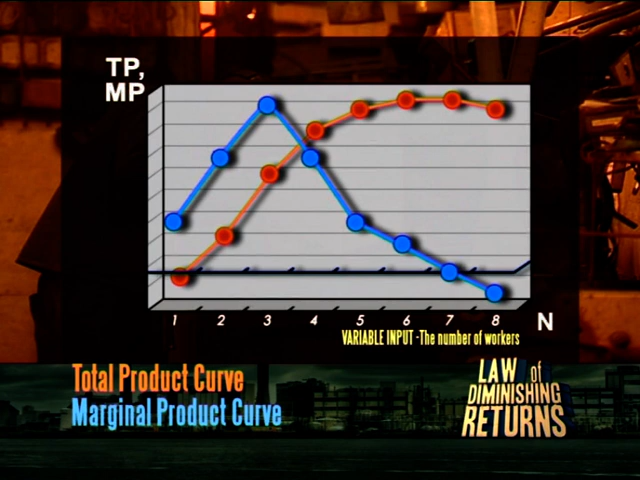 TP,
MP
1 2 3 4 5 6 7 8 N
VARIABLE INPUT -The number of workers
Total Product Curve
Marginal Product Curve
LAW of
DIMINISHING
RETURNS